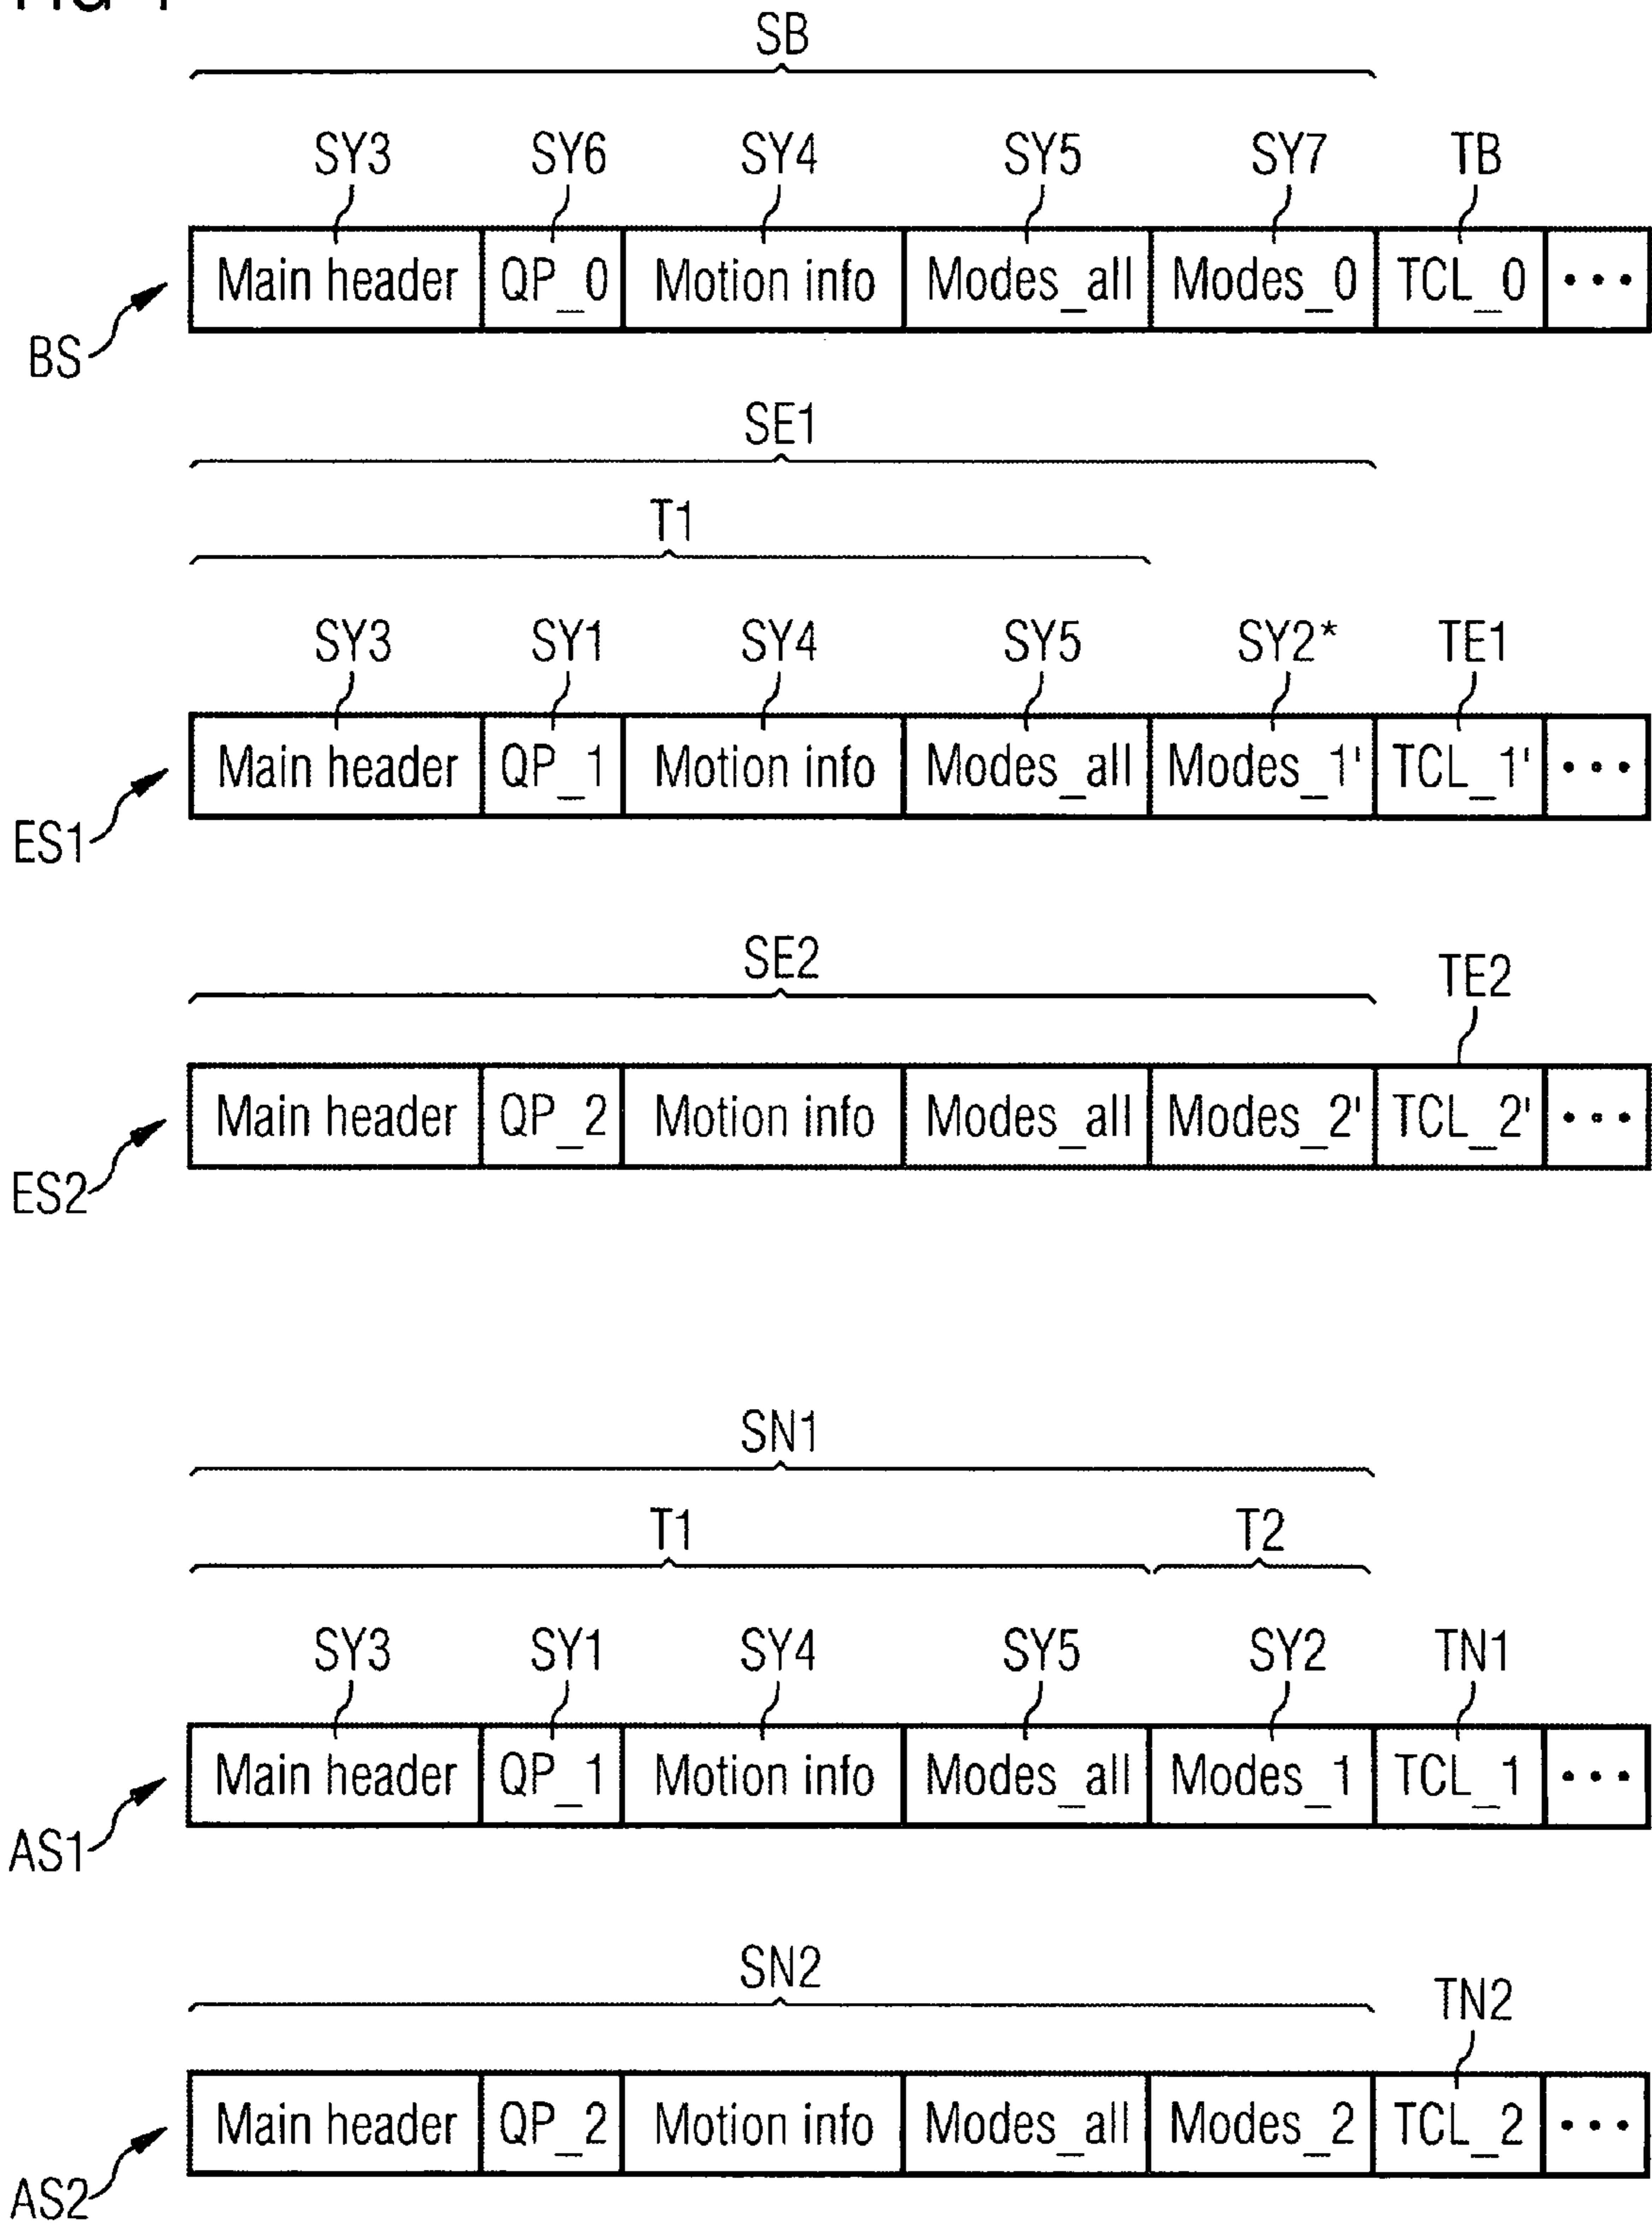 SB
SY3 SY6 SY4 SY5 SY7 TB
Main header QP_0 Motion info Modes_all Modes_0 TCL_0 •••
BS
SE1
T1
SY3 SY1 SY4 SY5 SY2* TE1
Main header QP_1 Motion info Modes_all Modes_1' TCL_1' •••
ES1
SE2
TE2
Main header QP_2 Motion info Modes_all Modes_2' TCL_2' •••
ES2
SN1
T1 T2
SY3 SY1 SY4 SY5 SY2 TN1
Main header QP_1 Motion info Modes_all Modes_1 TCL_1 •••
AS1
SN2
TN2
Main header QP_2 Motion info Modes_all Modes_2 TCL_2 •••
AS2